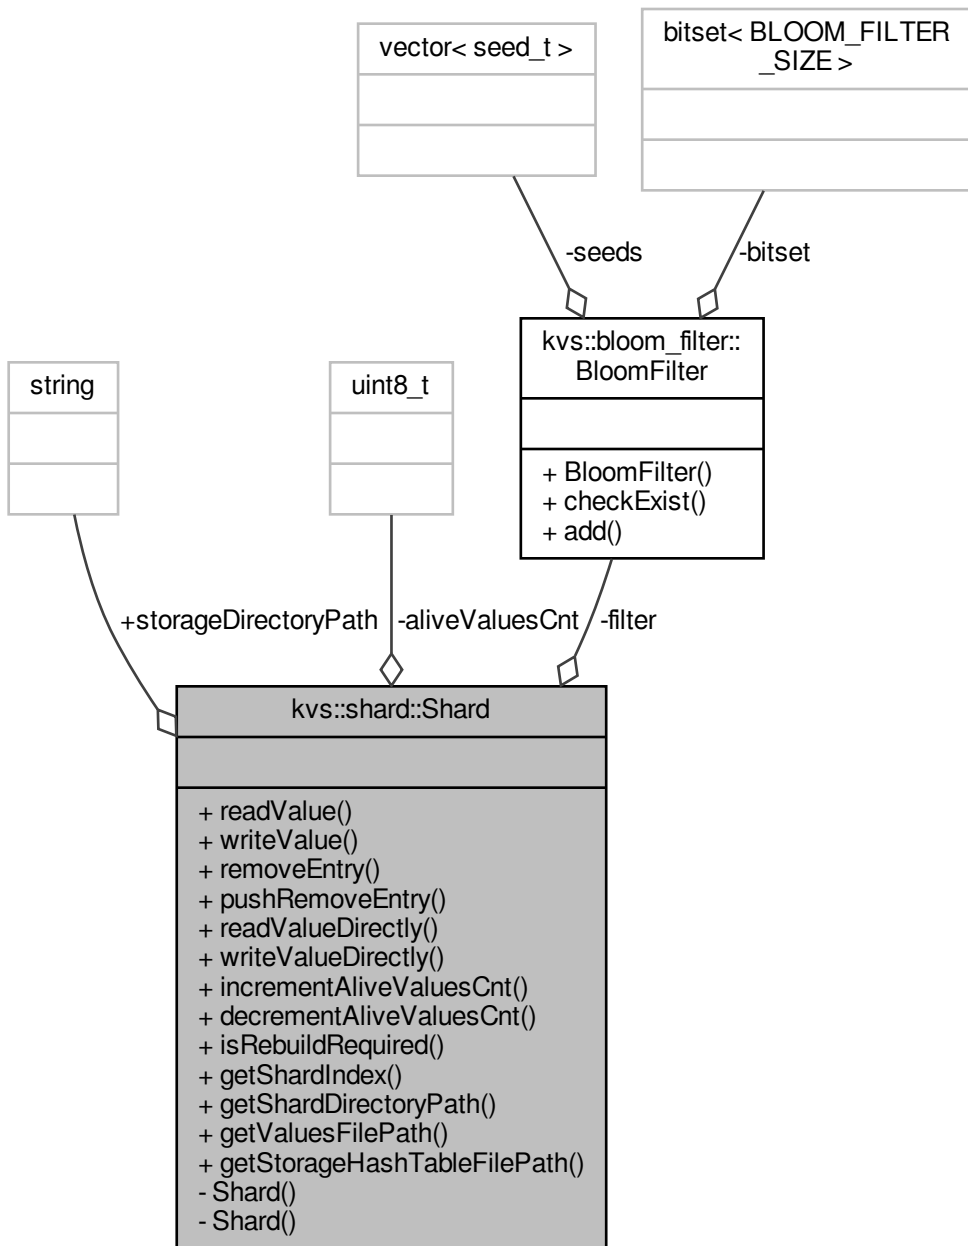 vector< seed_t >
bitset< BLOOM_FILTER
_SIZE >
-seeds
-bitset
string
uint8_t
kvs::bloom_filter::
BloomFilter
+ BloomFilter()
+ checkExist()
+ add()
+storageDirectoryPath
-aliveValuesCnt
-filter
kvs::shard::Shard
+ readValue()
+ writeValue()
+ removeEntry()
+ pushRemoveEntry()
+ readValueDirectly()
+ writeValueDirectly()
+ incrementAliveValuesCnt()
+ decrementAliveValuesCnt()
+ isRebuildRequired()
+ getShardIndex()
+ getShardDirectoryPath()
+ getValuesFilePath()
+ getStorageHashTableFilePath()
- Shard()
- Shard()